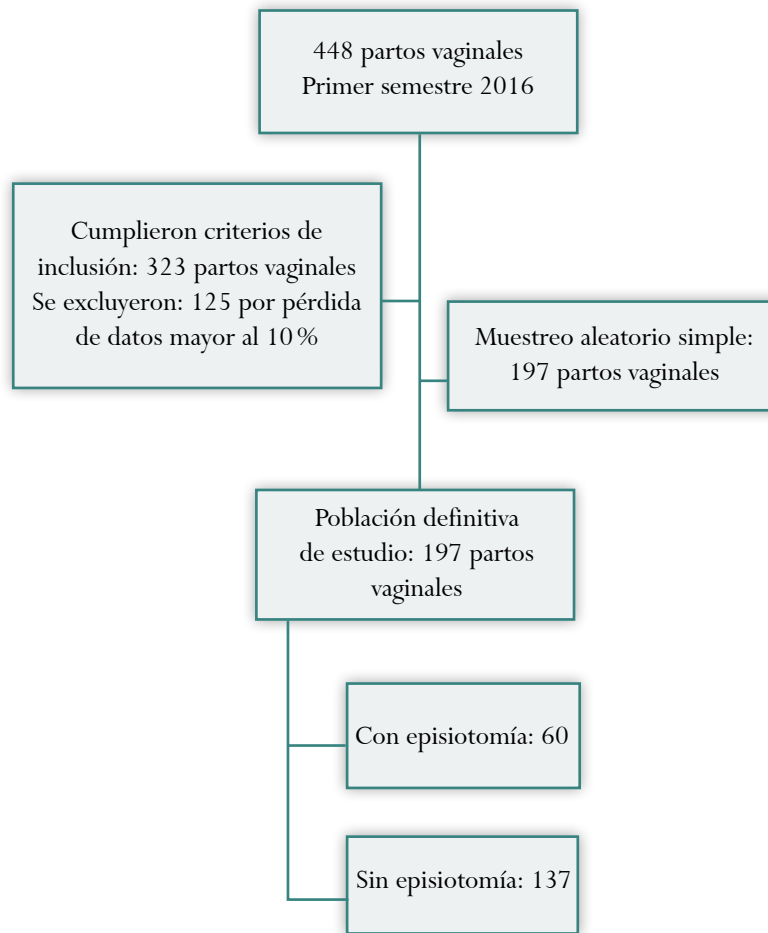 448 partos vaginales
Primer semestre 2016
Cumplieron criterios de
inclusión: 323 partos vaginales
Se excluyeron: 125 por pérdida
de datos mayor al 10 %
Muestreo aleatorio simple:
197 partos vaginales
Población definitiva
de estudio: 197 partos
vaginales
Con episiotomía: 60
Sin episiotomía: 137